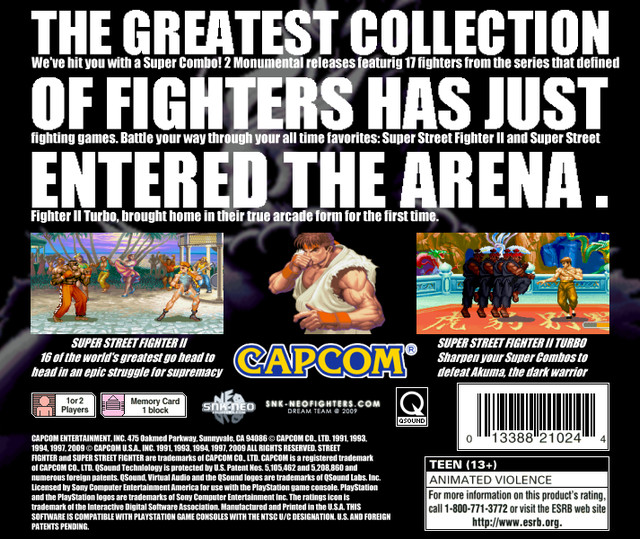 THE GREATEST COLLECTION
We've hit you with a Super Combo! 2 Monumental releases featurig 17 fighters from the series that defined
OF FIGHTERS HAS JUST
fighting games. Battle your way through your all time favorites: Super Street Fighter II and Super Street
ENTERED THE ARENA .
Fighter II Turbo, brought home in their true arcade form for the first time.
SUPER STREET FIGHTER II
16 of the world's greatest go head to
head in an epic struggle for supremacy
CAPCOM®
SUPER STREET FIGHTER II TURBO
Sharpen your Super Combos to
defeat Akuma, the dark warrior
1or 2
Players
Memory Card
1 block
NEO
SNK-NEO
FIGHTERS
SNK-NEOFIGHTERS.COM
DREAM TEAM @ 2009
Q
QSOUND
0 13388 21024 4
CAPCOM ENTERTAINMENT, INC. 475 Oakmed Parkway, Sunnyvale, CA 94086 © CAPCOM CO., LTD. 1991, 1993,
1994, 1997, 2009 © CAPCOM U.S.A., INC. 1991, 1993, 1994, 1997, 2009 ALL RIGHTS RESERVED. STREET
FIGHTER and SUPER STREET FIGHTER are trademarks of CAPCOM CO., LTD. CAPCOM is a registered trademark
of CAPCOM CO., LTD. QSound Technology is protected by U.S. Patent Nos. 5,105,462 and 5,208,860 and
numerous foreign patents. QSound, Virtual Audio and the QSound logos are trademarks of QSound Labs, Inc.
Licensed by Sony Computer Entertainment America for use with the PlayStation game console. PlayStation
and the PlayStation logos are trademarks of Sony Computer Entertainment Inc. The ratings icon is
trademark of the Interactive Digital Software Association. Manufactured and Printed in the U.S.A. THIS
SOFTWARE IS COMPATIBLE WITH PLAYSTATION GAME CONSOLES WITH THE NTSC U/C DESIGNATION. U.S. AND FOREIGN
PATENTS PENDING.
TEEN (13+)
ANIMATED VIOLENCE
For more information on this product's rating,
call 1-800-771-3772 or visit the ESRB web site
http://www.esrb.org.